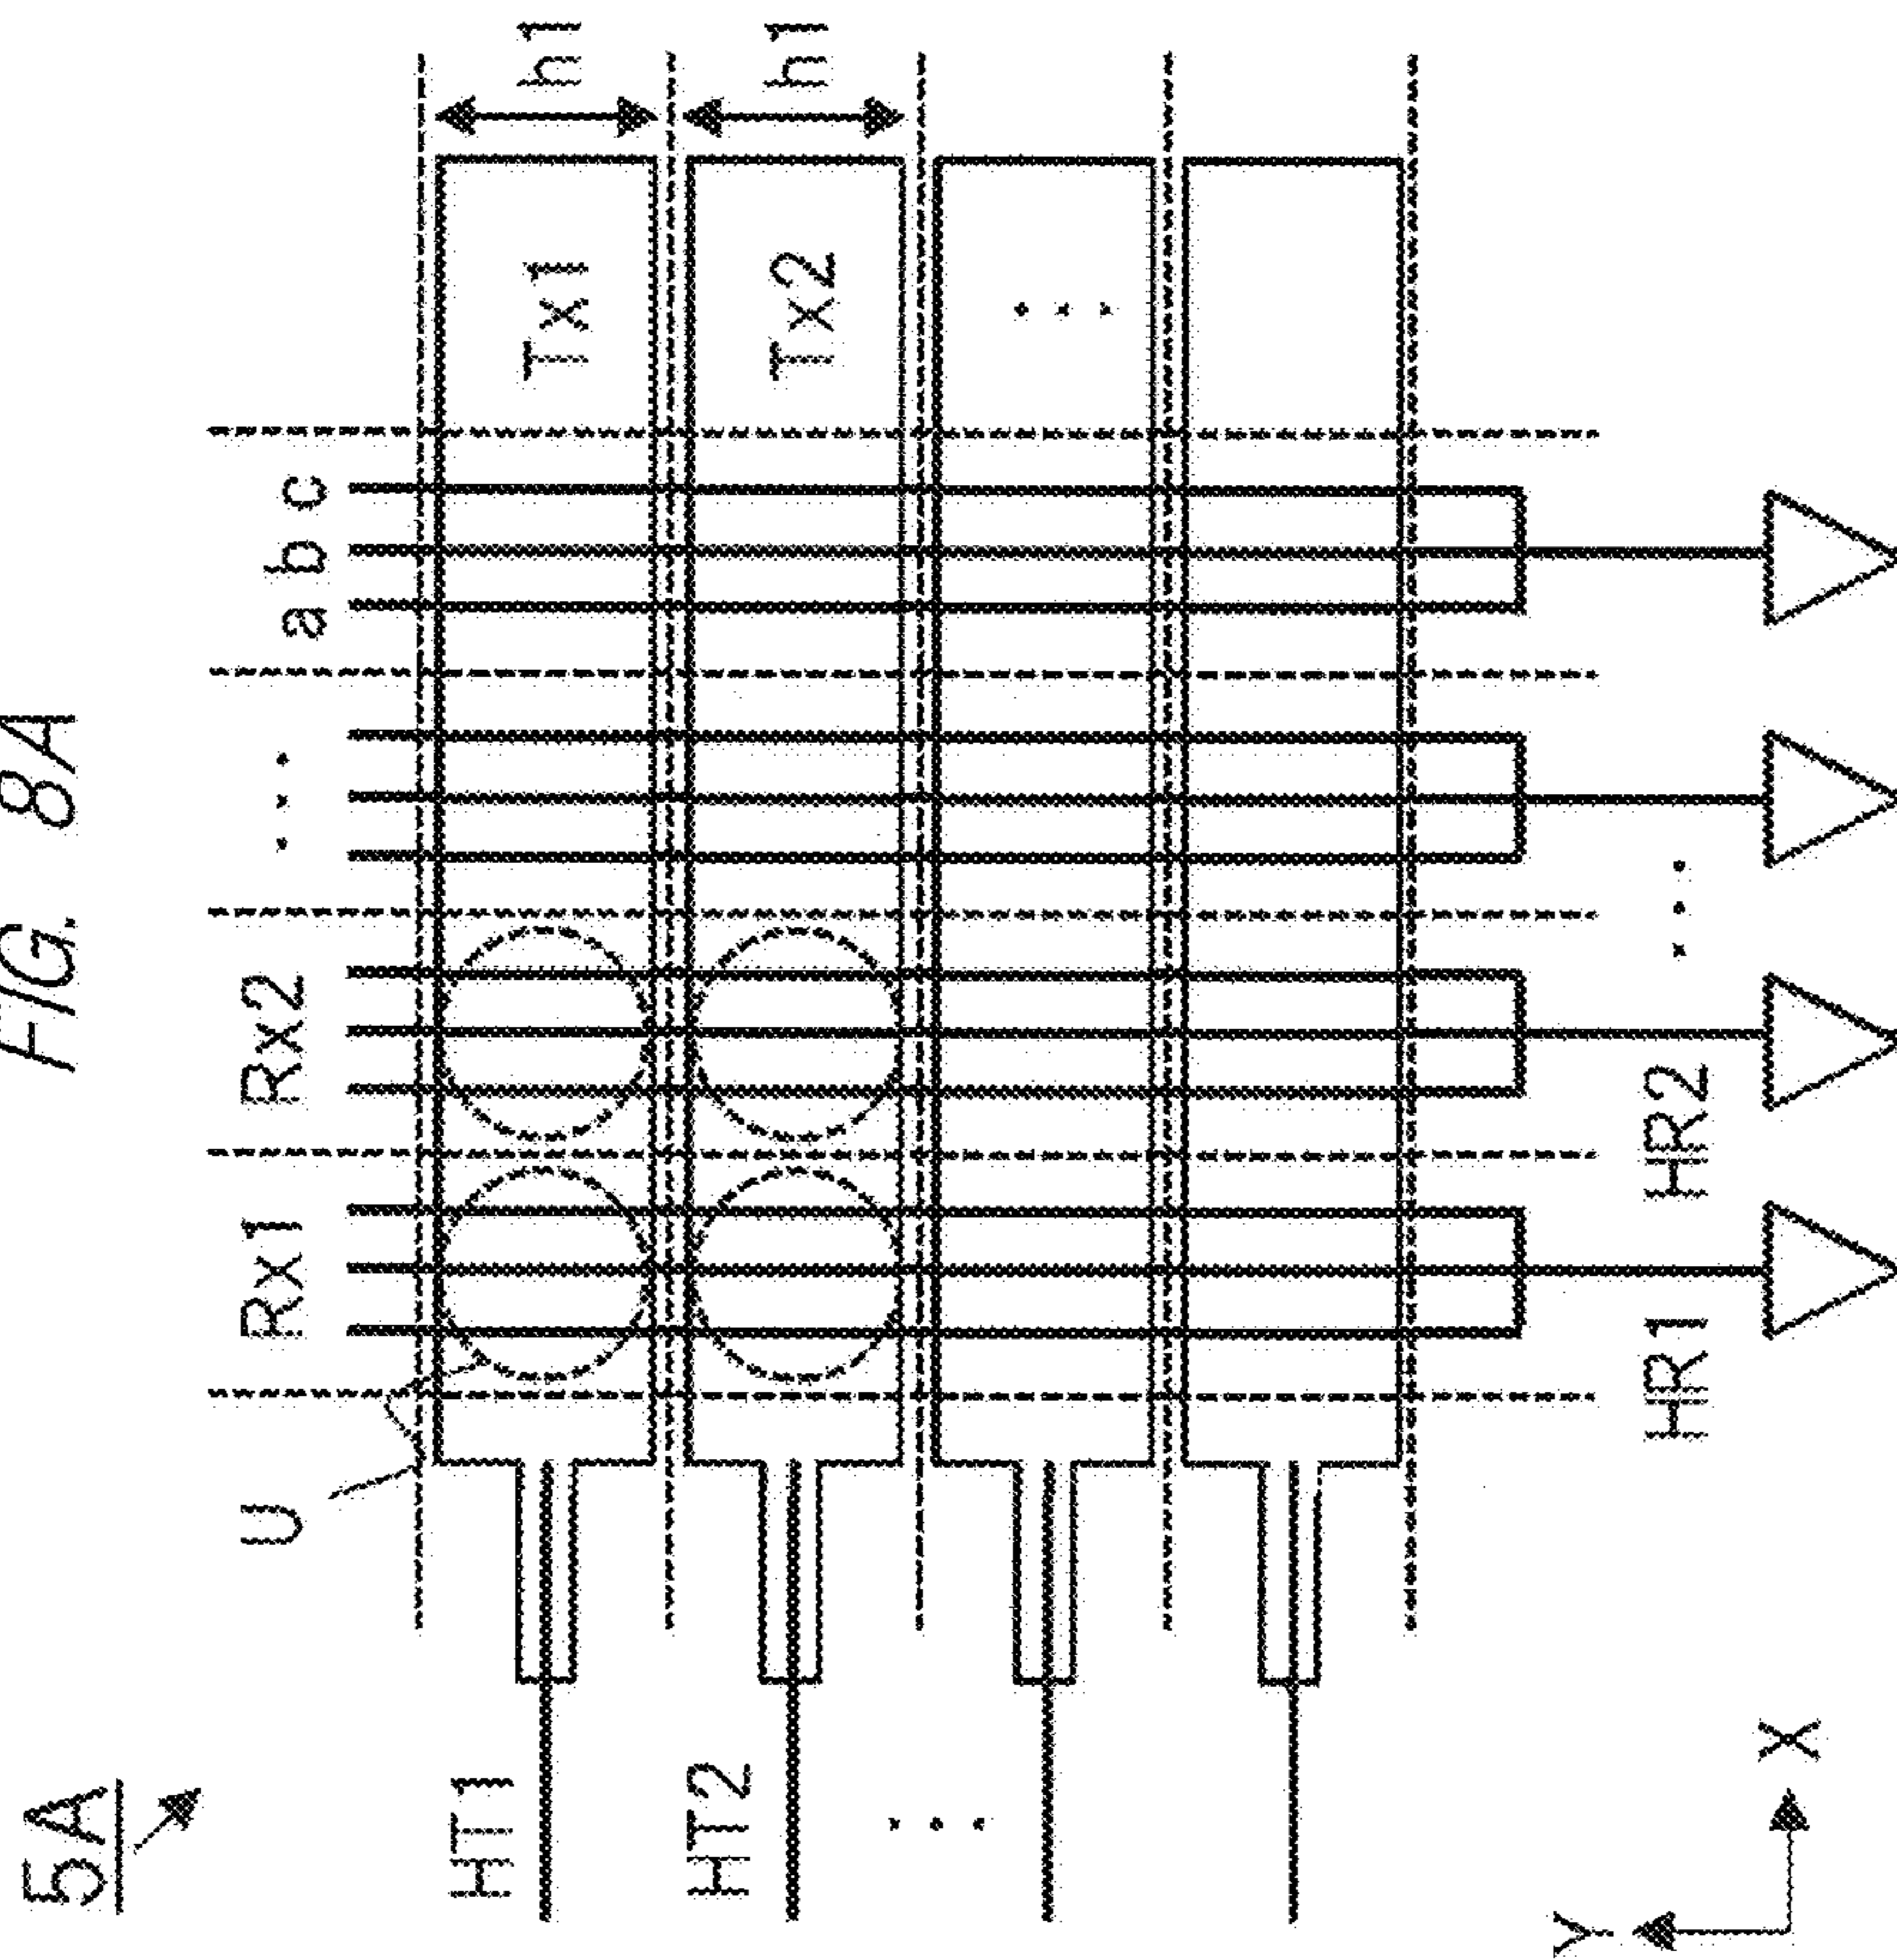 FIG. 8A
5A
U
Rx1
Rx2
...
a b c
h1
h1
Tx1
Tx2
...
HT1
HT2
...
HR1
HR2
...
Y
X